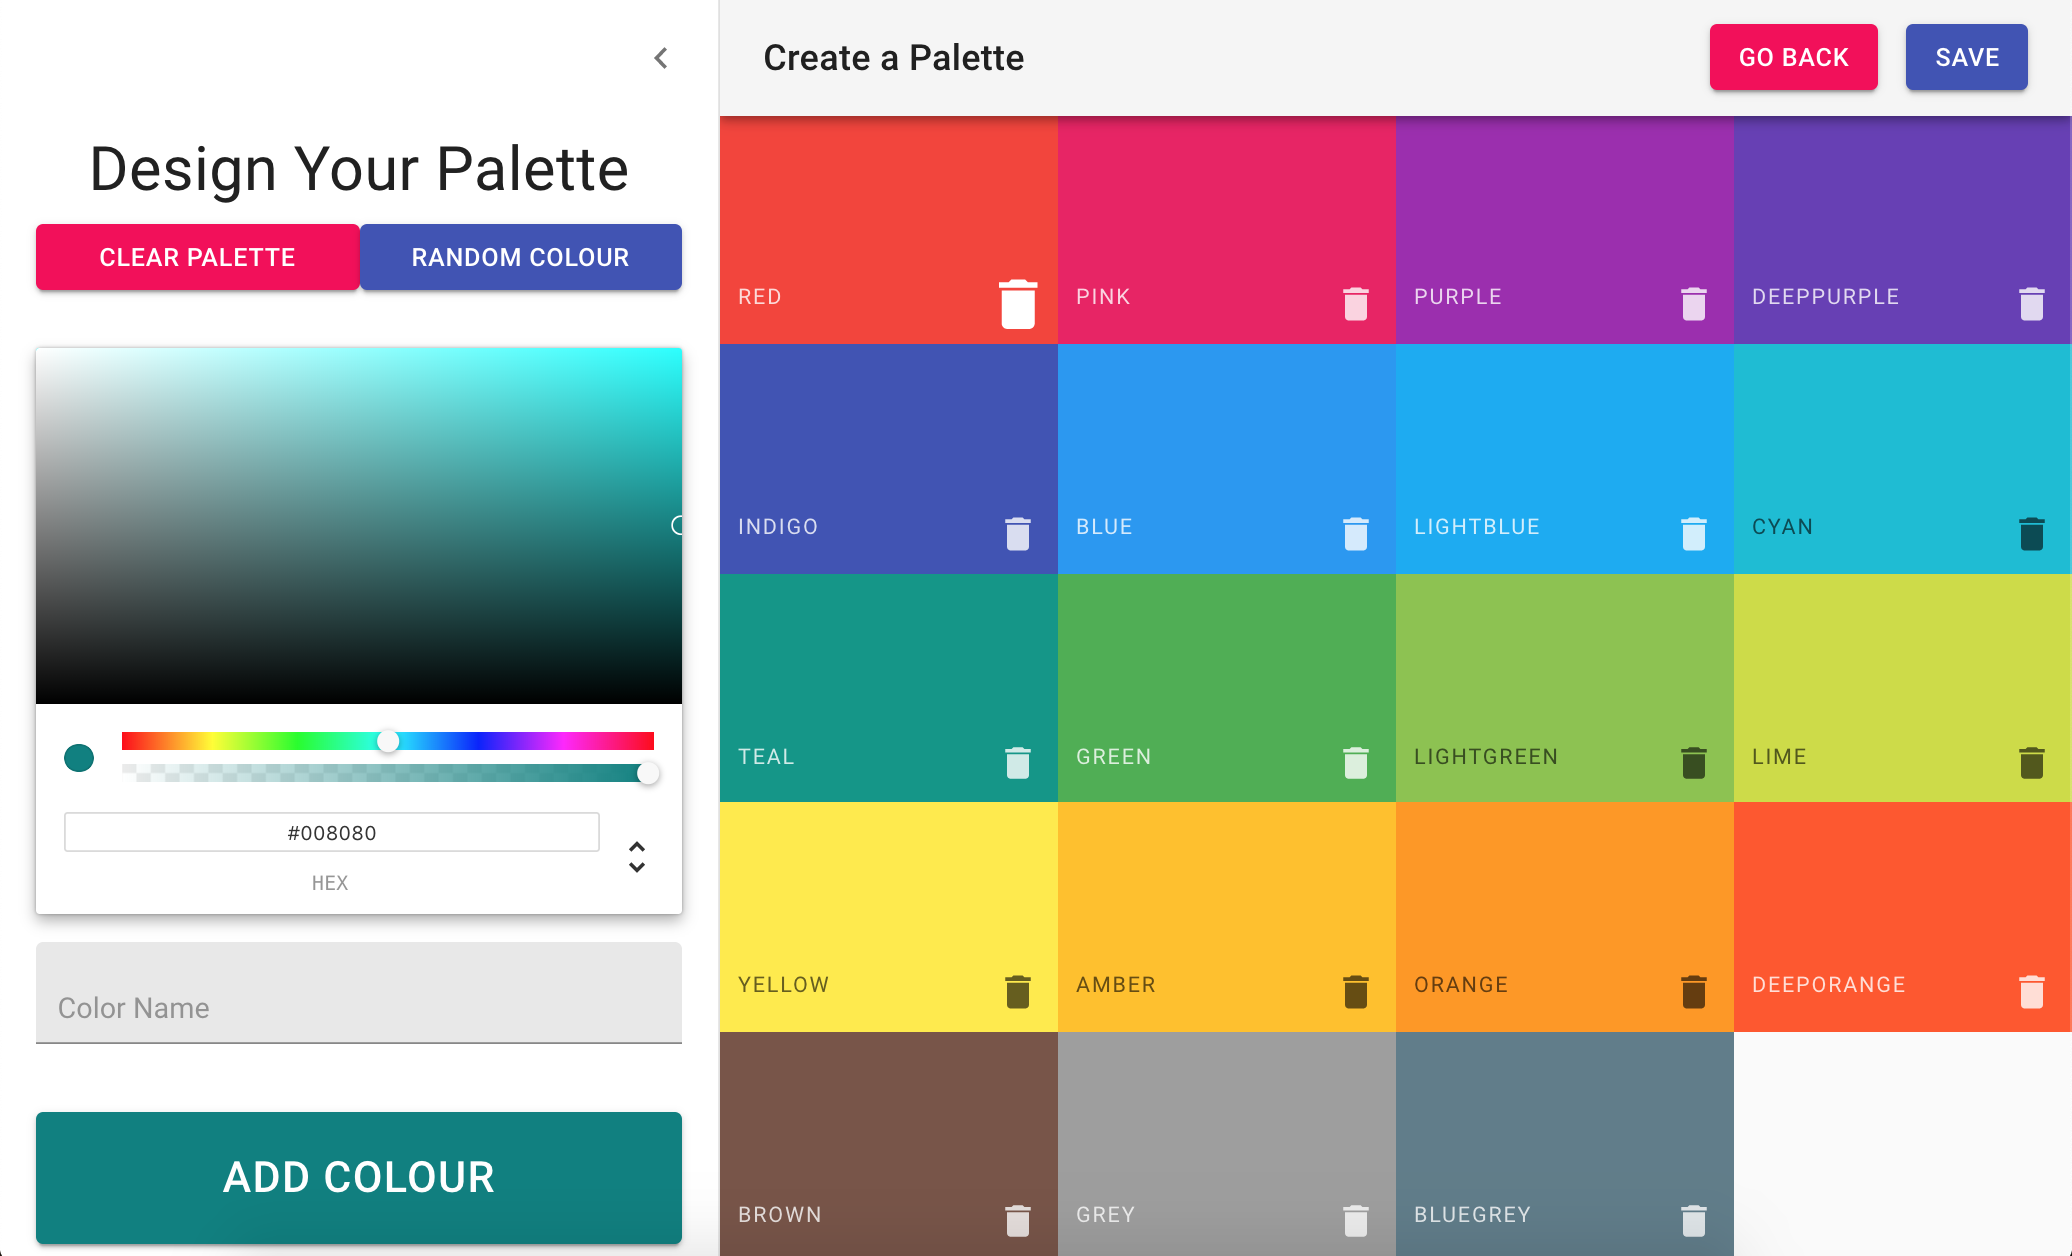 Design Your Palette
CLEAR PALETTE
RANDOM COLOUR
#008080
HEX
Color Name
ADD COLOUR
Create a Palette
GO BACK
SAVE
RED
PINK
PURPLE
DEEPPURPLE
INDIGO
BLUE
LIGHTBLUE
CYAN
TEAL
GREEN
LIGHTGREEN
LIME
YELLOW
AMBER
ORANGE
DEEPORANGE
BROWN
GREY
BLUEGREY